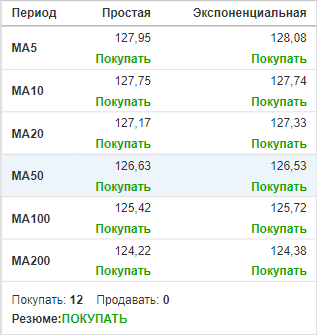 Период Простая Экспоненциальная
MA5 127,95 128,08
Покупать Покупать
MA10 127,75 127,74
Покупать Покупать
MA20 127,17 127,33
Покупать Покупать
MA50 126,63 126,53
Покупать Покупать
MA100 125,42 125,72
Покупать Покупать
MA200 124,22 124,38
Покупать Покупать
Покупать: 12 Продавать: 0
Резюме:ПОКУПАТЬ